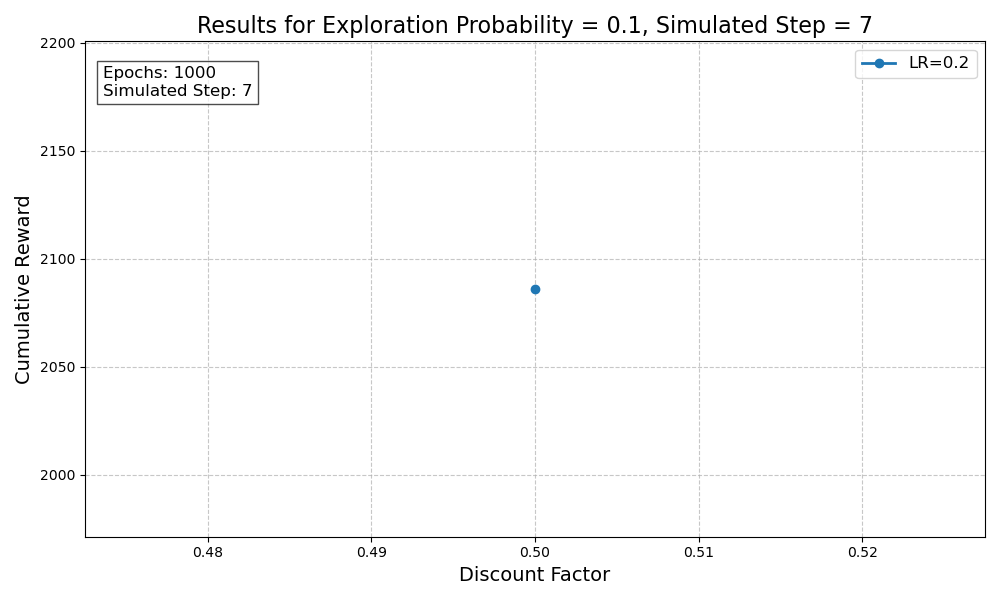 Results for Exploration Probability = 0.1, Simulated Step = 7
Epochs: 1000
Simulated Step: 7
LR=0.2
Cumulative Reward
2200
2150
2100
2050
2000
0.48
0.49
0.50
0.51
0.52
Discount Factor